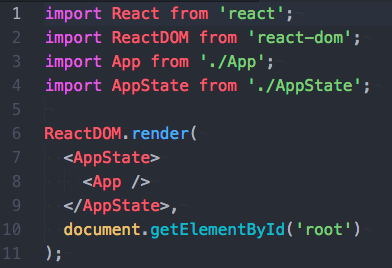 1 import React from 'react';
2 import ReactDOM from 'react-dom';
3 import App from './App';
4 import AppState from './AppState';
5
6 ReactDOM.render(
7   <AppState>
8     <App />
9   </AppState>,
10   document.getElementById('root')
11 );